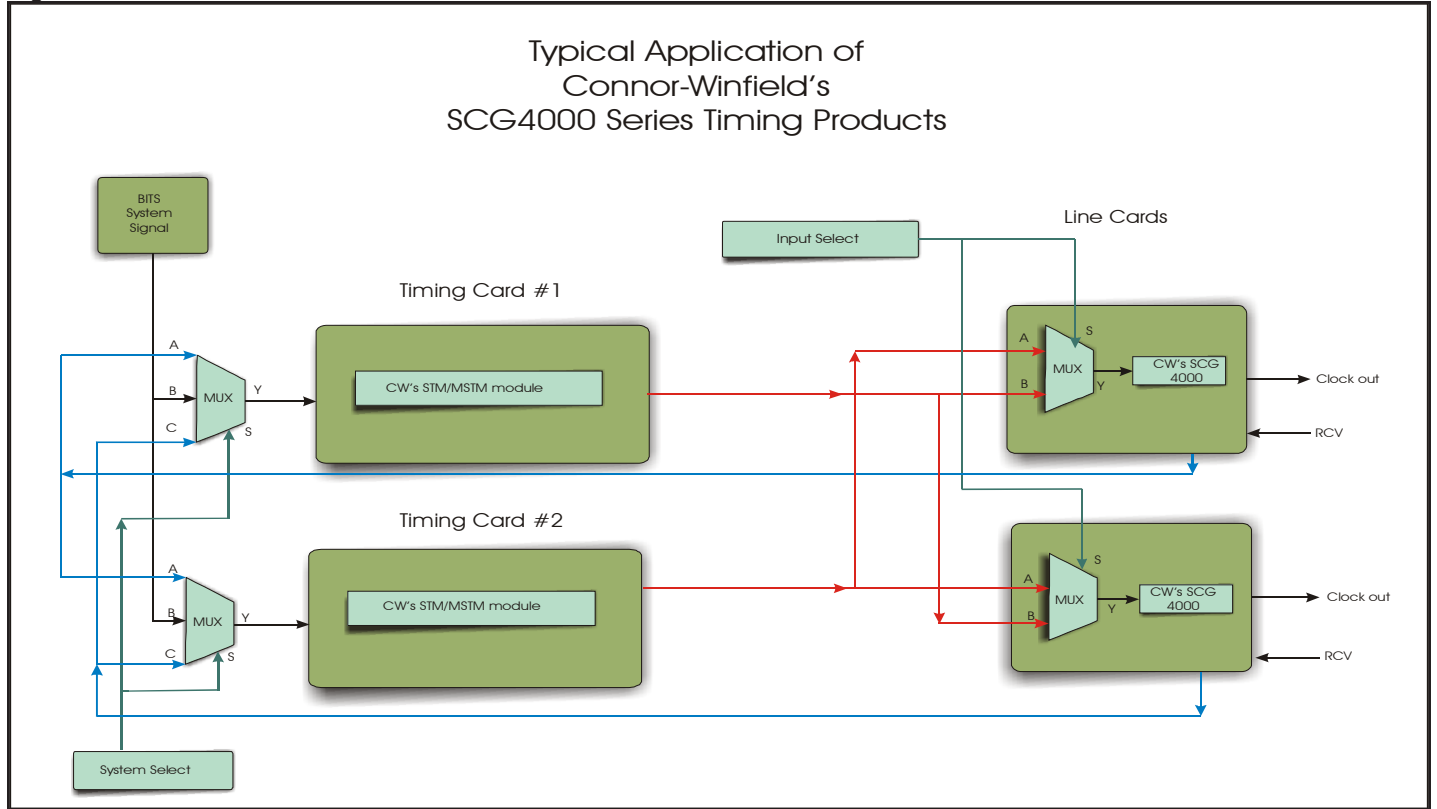 Typical Application of
Connor-Winfield's
SCG4000 Series Timing Products
BITS
System
Signal
Input Select
Line Cards
Timing Card #1
A
B
C
MUX
Y
S
CW's STM/MSTM module
A
B
S
MUX
Y
CW's SCG
4000
Clock out
RCV
Timing Card #2
A
B
C
MUX
Y
S
CW's STM/MSTM module
A
B
S
MUX
Y
CW's SCG
4000
Clock out
RCV
System Select